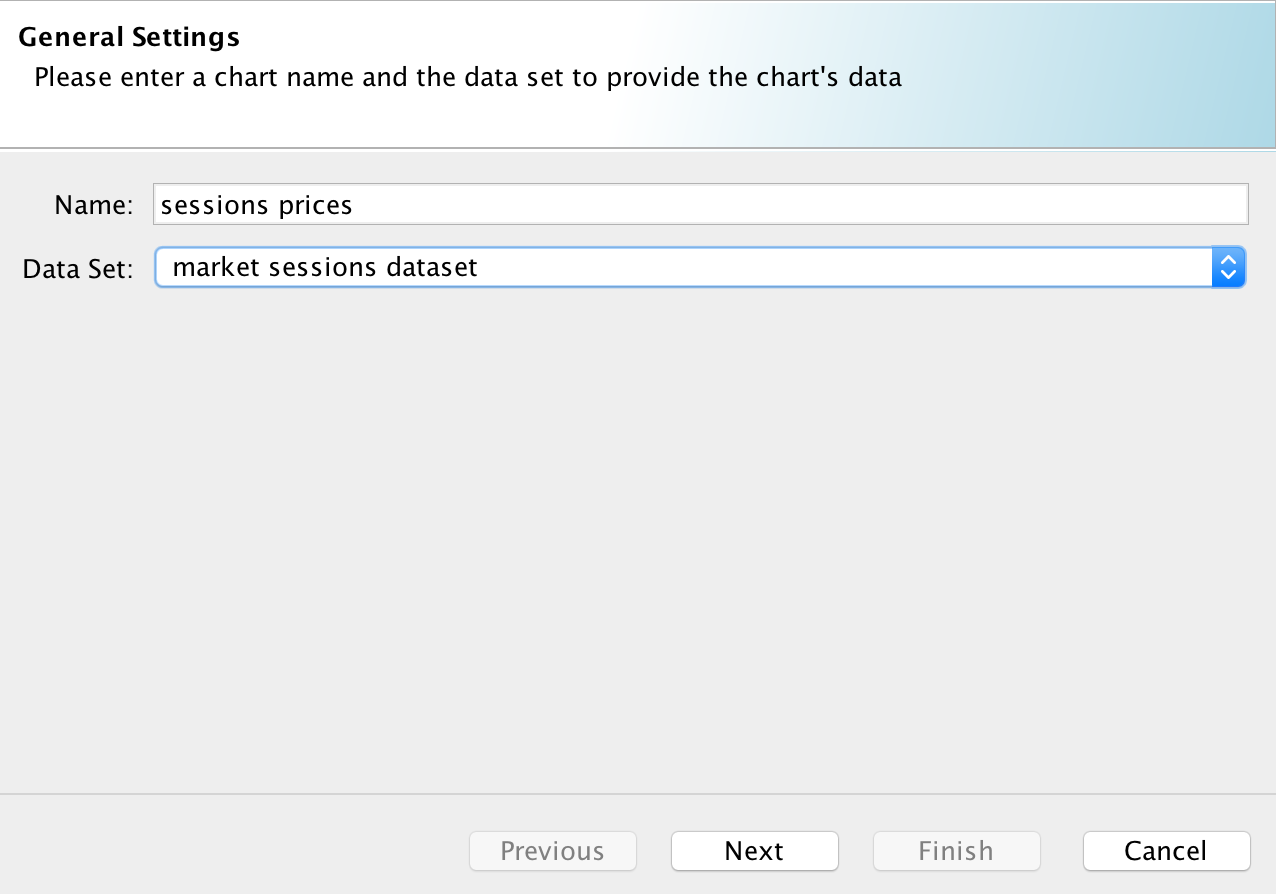 General Settings
Please enter a chart name and the data set to provide the chart's data
Name: sessions prices
Data Set: market sessions dataset
Previous Next Finish Cancel